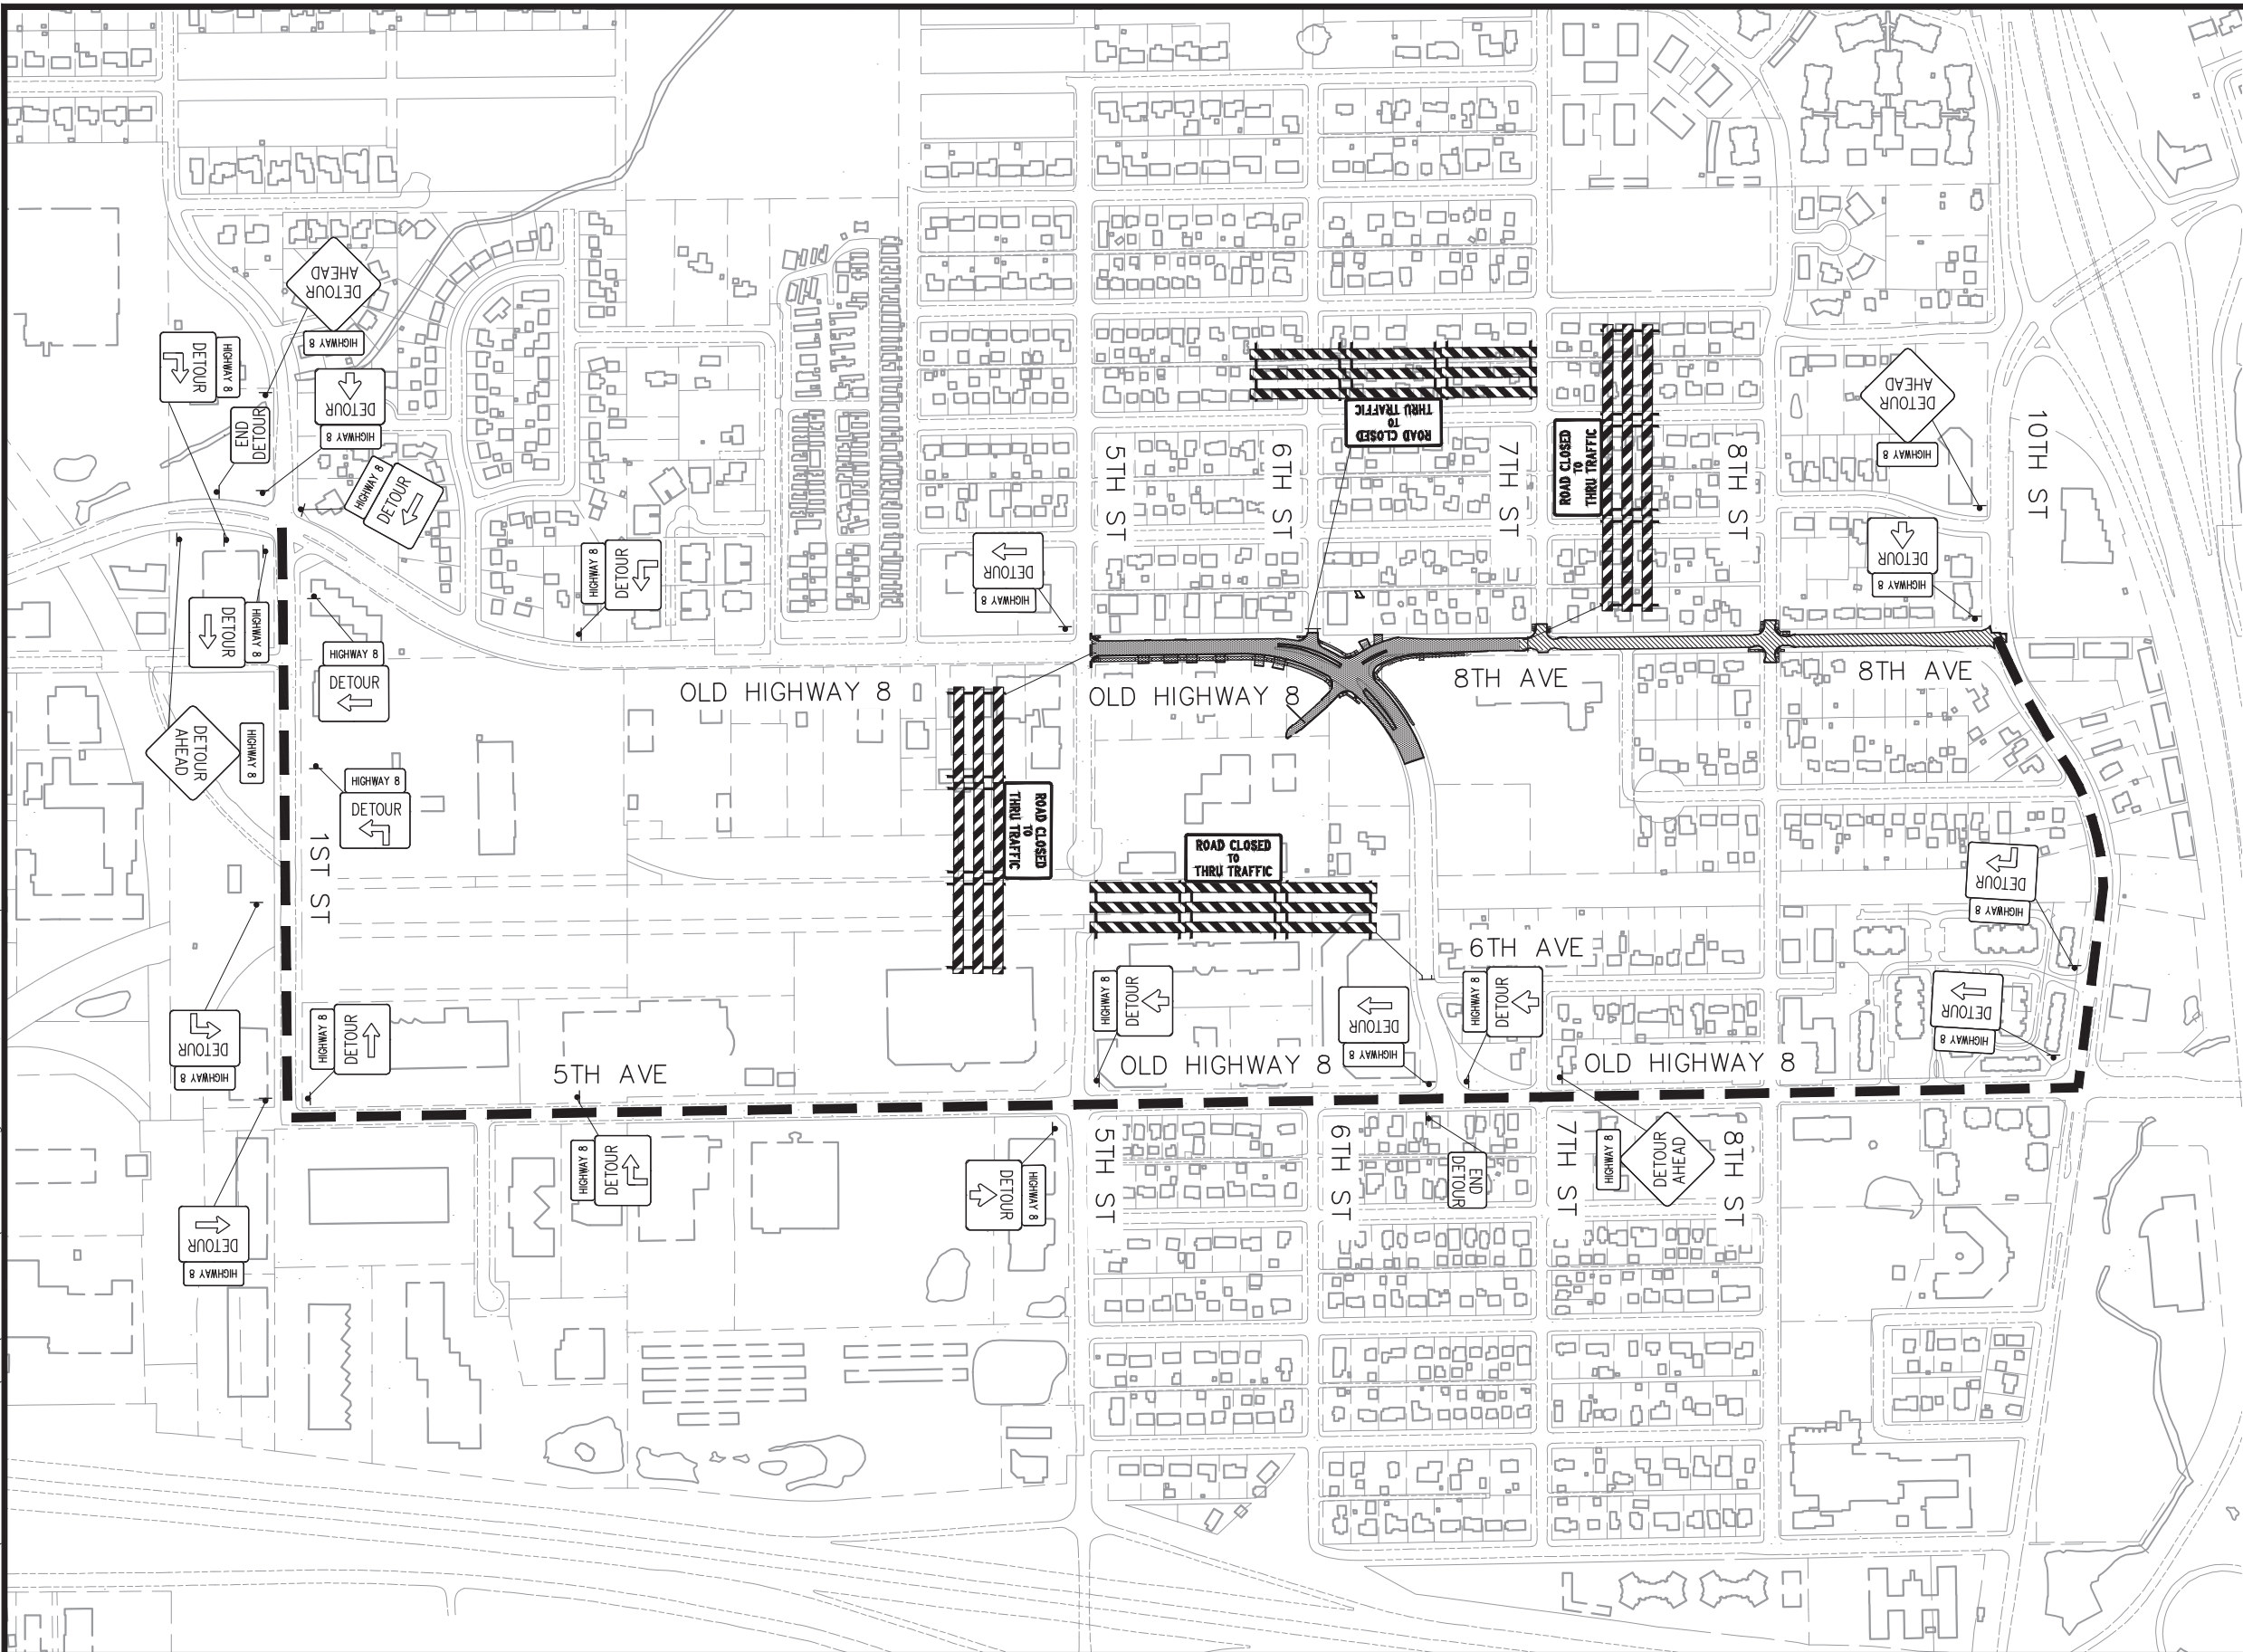 DETOUR
AHEAD
HIGHWAY 8
DETOUR
HIGHWAY 8
END
DETOUR
DETOUR
HIGHWAY 8
HIGHWAY 8
DETOUR
HIGHWAY 8
DETOUR
DETOUR
HIGHWAY 8
ROAD CLOSED
TO
THRU TRAFFIC
ROAD CLOSED
TO
THRU TRAFFIC
DETOUR
AHEAD
HIGHWAY 8
5TH ST
6TH ST
7TH ST
8TH ST
10TH ST
DETOUR
HIGHWAY 8
DETOUR
HIGHWAY 8
HIGHWAY 8
DETOUR
OLD HIGHWAY 8
OLD HIGHWAY 8
8TH AVE
8TH AVE
DETOUR
AHEAD
HIGHWAY 8
HIGHWAY 8
DETOUR
1ST ST
ROAD CLOSED
TO
THRU TRAFFIC
ROAD CLOSED
TO
THRU TRAFFIC
DETOUR
HIGHWAY 8
6TH AVE
DETOUR
HIGHWAY 8
HIGHWAY 8
DETOUR
HIGHWAY 8
DETOUR
DETOUR
HIGHWAY 8
HIGHWAY 8
DETOUR
DETOUR
HIGHWAY 8
5TH AVE
OLD HIGHWAY 8
OLD HIGHWAY 8
DETOUR
HIGHWAY 8
HIGHWAY 8
DETOUR
DETOUR
HIGHWAY 8
5TH ST
6TH ST
END
DETOUR
7TH ST
HIGHWAY 8
DETOUR
AHEAD
8TH ST